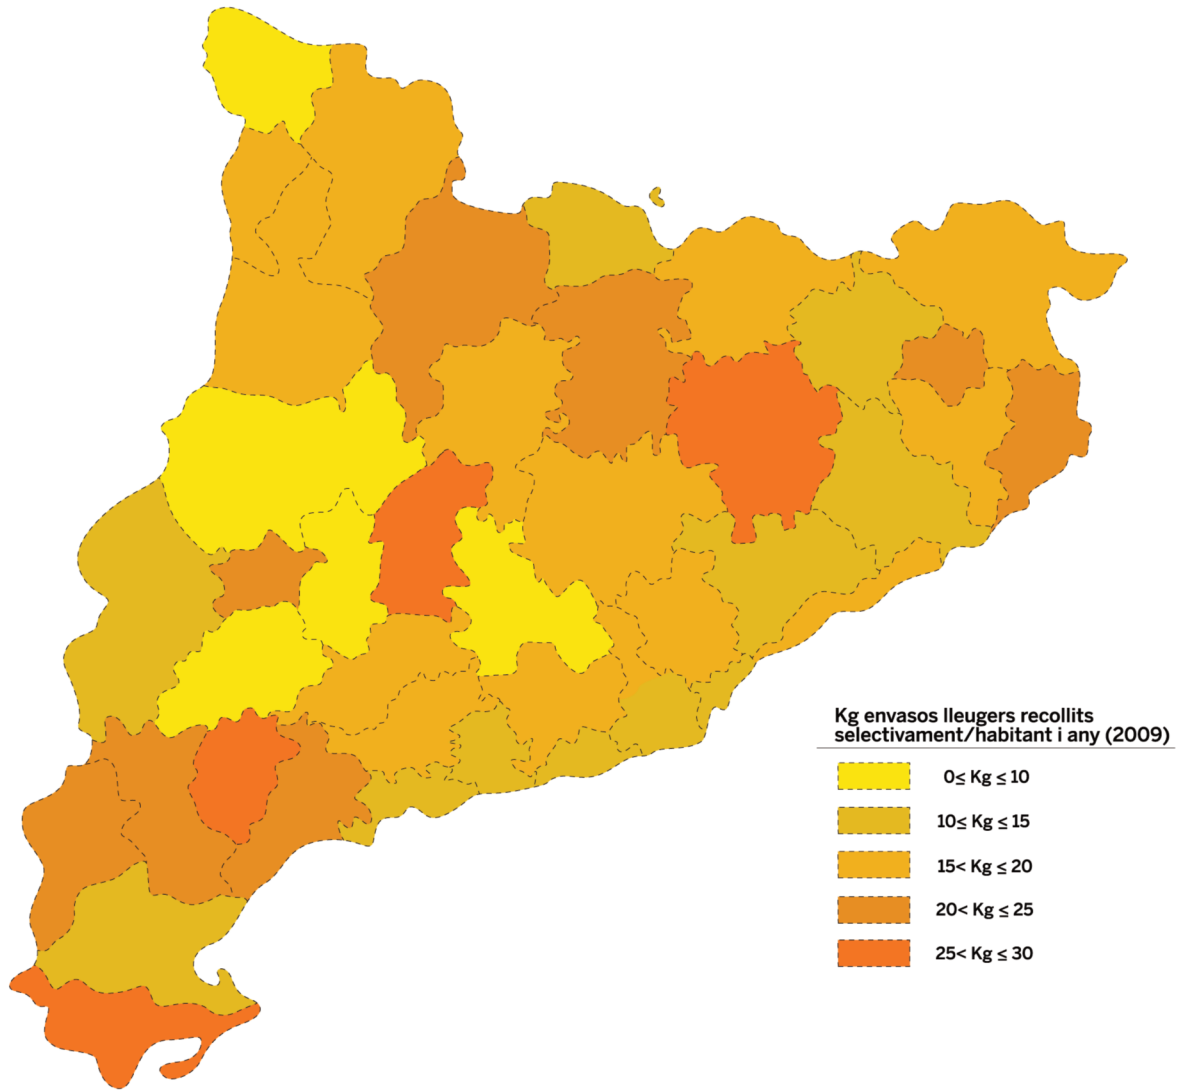 Kg envasos lleugers recollits
selectivament/habitant i any (2009)
0≤ Kg ≤ 10
10≤ Kg ≤ 15
15< Kg ≤ 20
20< Kg ≤ 25
25< Kg ≤ 30